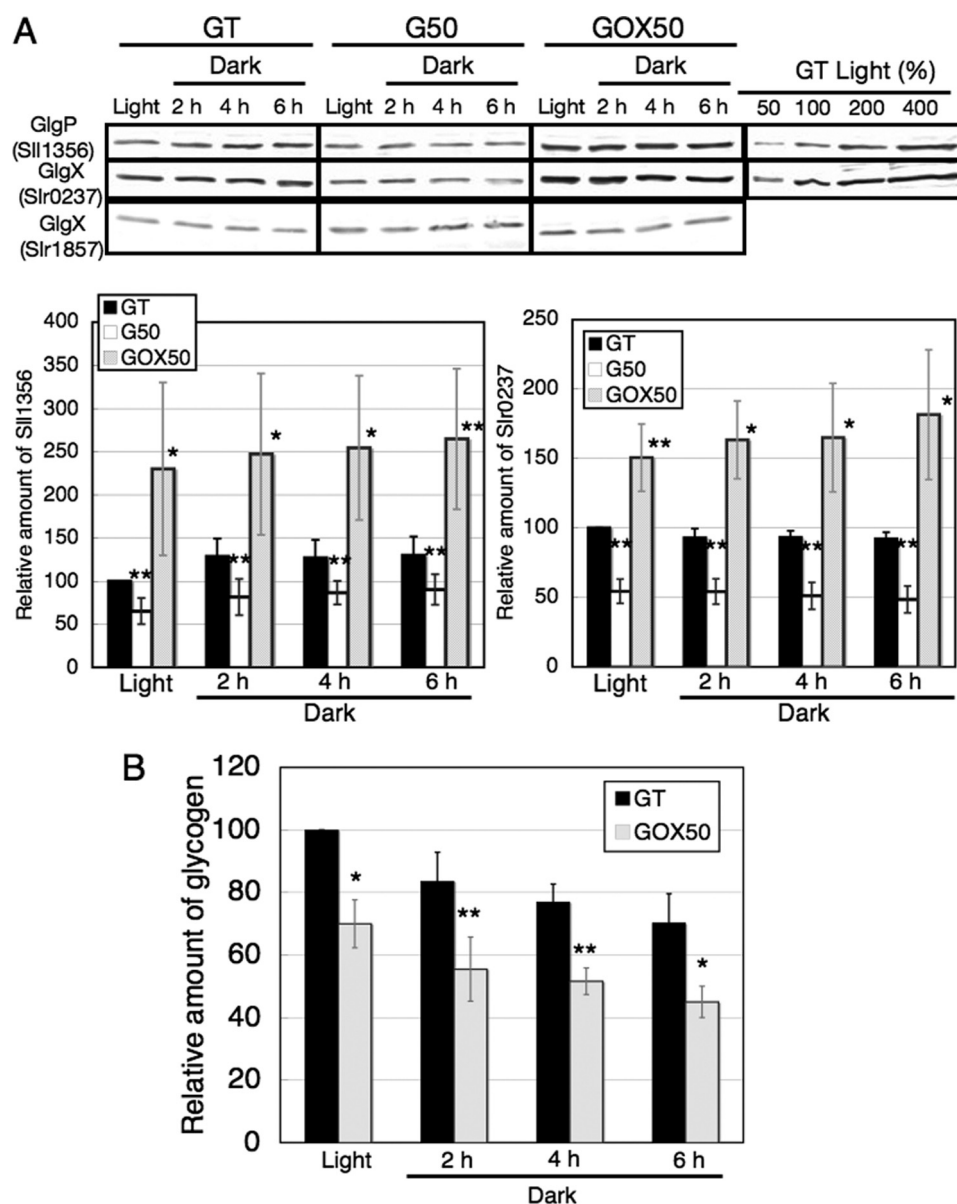 A
GT G50 GOX50
Dark Dark Dark GT Light (%)
Light 2 h 4 h 6 h Light 2 h 4 h 6 h Light 2 h 4 h 6 h 50 100 200 400
GlgP
(Sll1356)
GlgX
(Slr0237)
GlgX
(Slr1857)
Relative amount of Sll1356
400
350
300
250
200
150
100
50
0
GT
G50
GOX50
** * ** * ** * ** **
Light 2 h 4 h 6 h
Dark
Relative amount of Slr0237
250
200
150
100
50
0
GT
G50
GOX50
** ** ** * ** * ** *
Light 2 h 4 h 6 h
Dark
B
Relative amount of glycogen
120
100
80
60
40
20
0
GT
GOX50
* ** ** *
Light 2 h 4 h 6 h
Dark